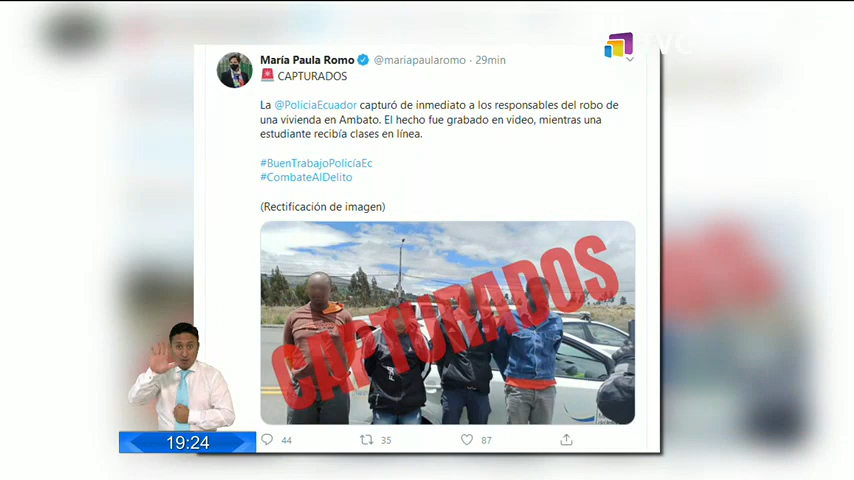 María Paula Romo @mariapaularomo · 29min
CAPTURADOS
La @PoliciaEcuador capturó de inmediato a los responsables del robo de
una vivienda en Ambato. El hecho fue grabado en video, mientras una
estudiante recibía clases en línea.
#BuenTrabajoPolicíaEc
#CombateAlDelito
(Rectificación de imagen)
CAPTURADOS
44 35 87
19:24